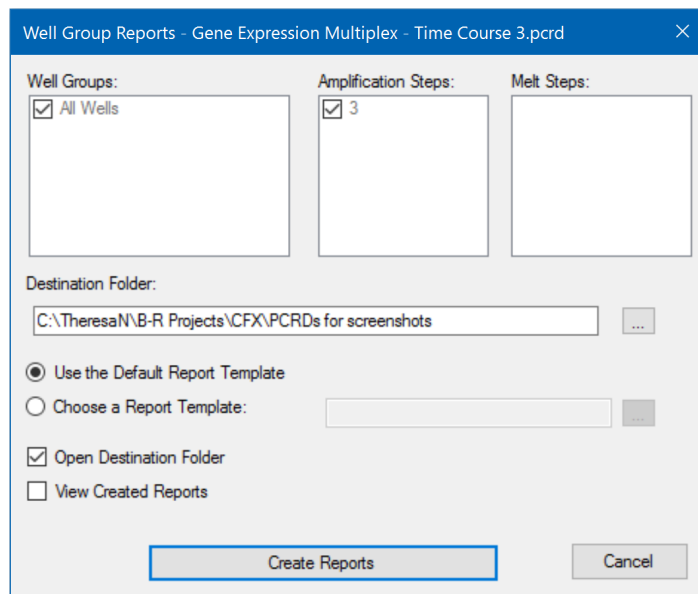 Well Group Reports - Gene Expression Multiplex - Time Course 3.pcrd
Well Groups: Amplification Steps: Melt Steps:
All Wells 3
Destination Folder:
C:\TheresaN\B-R Projects\CFX\PCRDs for screenshots ...
Use the Default Report Template
Choose a Report Template: ...
Open Destination Folder
View Created Reports
Create Reports Cancel